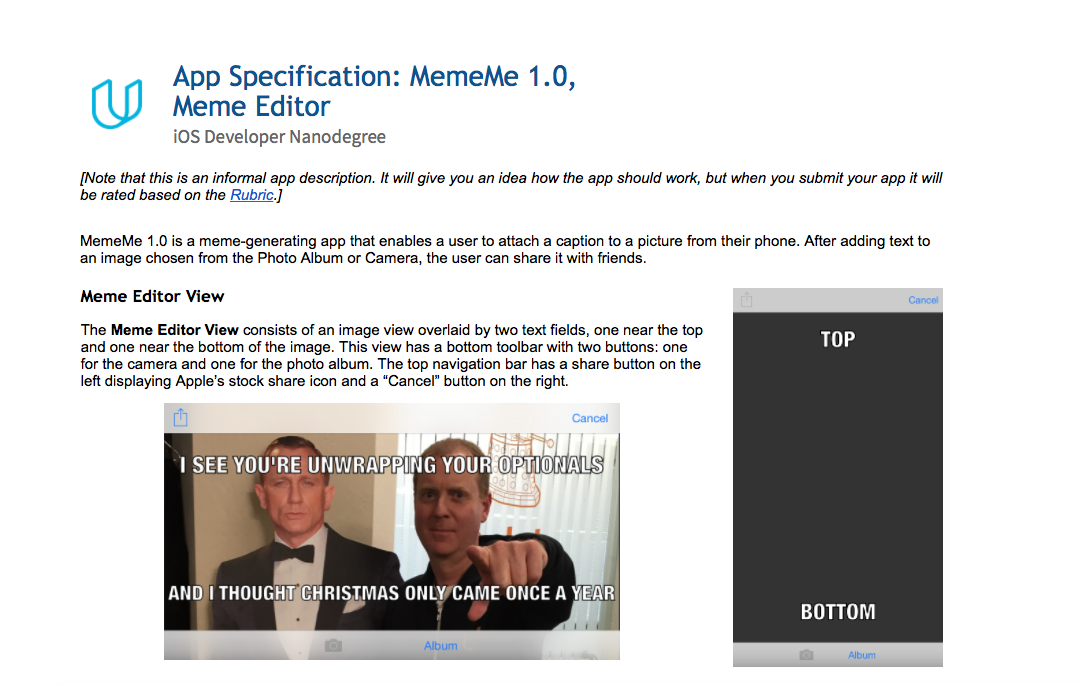 App Specification: MemeMe 1.0,
Meme Editor
iOS Developer Nanodegree
[Note that this is an informal app description. It will give you an idea how the app should work, but when you submit your app it will
be rated based on the Rubric.]
MemeMe 1.0 is a meme-generating app that enables a user to attach a caption to a picture from their phone. After adding text to
an image chosen from the Photo Album or Camera, the user can share it with friends.
Meme Editor View
The Meme Editor View consists of an image view overlaid by two text fields, one near the top
and one near the bottom of the image. This view has a bottom toolbar with two buttons: one
for the camera and one for the photo album. The top navigation bar has a share button on the
left displaying Apple's stock share icon and a “Cancel” button on the right.
Cancel
I SEE YOU'RE UNWRAPPING YOUR OPTIONALS
AND I THOUGHT CHRISTMAS ONLY CAME ONCE A YEAR
Album
Cancel
TOP
BOTTOM
Album